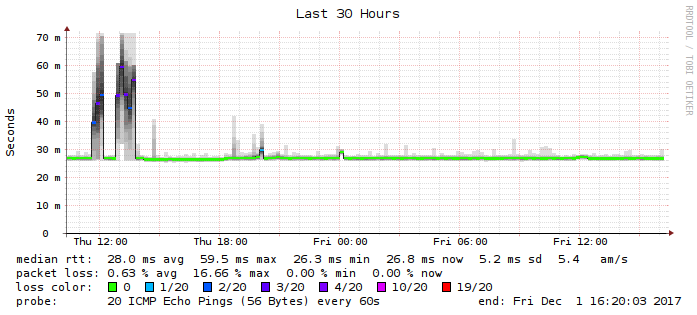 Last 30 Hours
RRDTOOL / TOBI OETIKER
Seconds
70 m
60 m
50 m
40 m
30 m
20 m
10 m
0
Thu 12:00 Thu 18:00 Fri 00:00 Fri 06:00 Fri 12:00
median rtt: 28.0 ms avg 59.5 ms max 26.3 ms min 26.8 ms now 5.2 ms sd 5.4 am/s
packet loss: 0.63 % avg 16.66 % max 0.00 % min 0.00 % now
loss color: 0 1/20 2/20 3/20 4/20 10/20 19/20
probe: 20 ICMP Echo Pings (56 Bytes) every 60s end: Fri Dec 1 16:20:03 2017